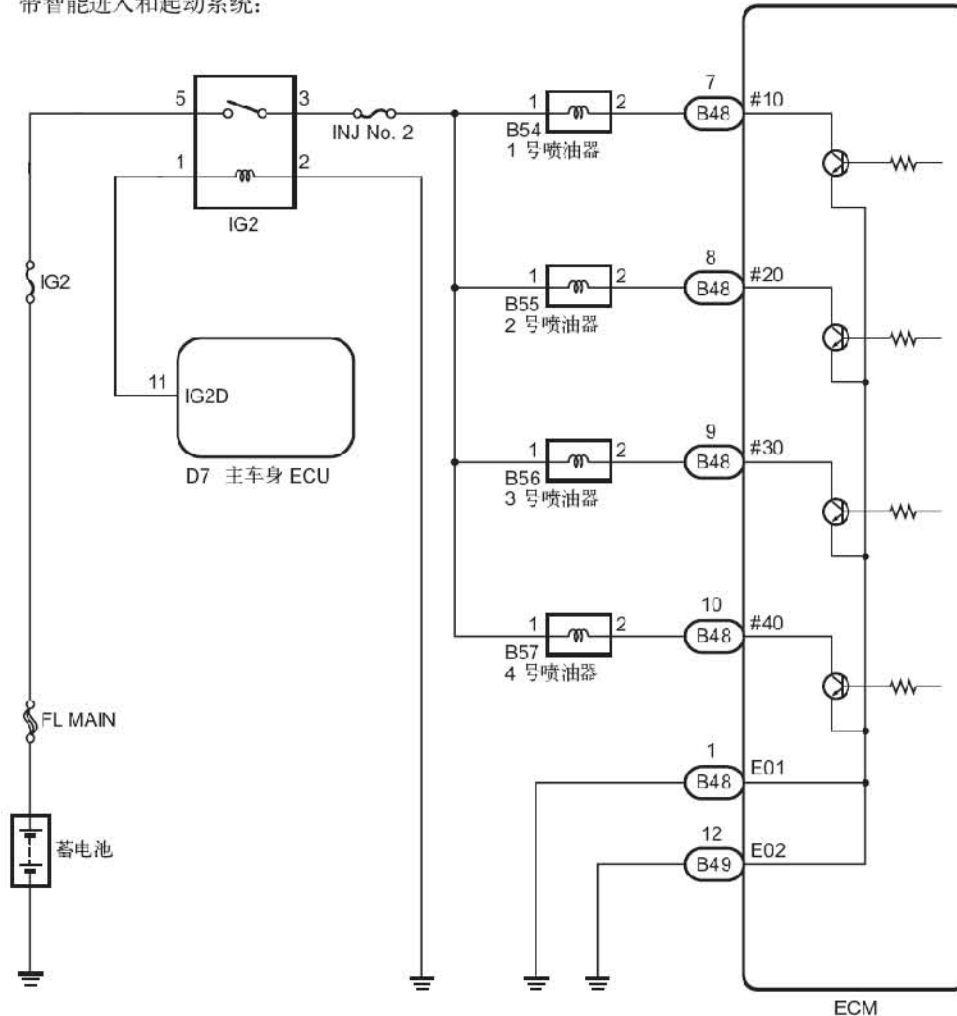 带智能进入和起动系统：
5
3
INJ No. 2
1
2
IG2
IG2
11
IG2D
D7 主车身 ECU
FL MAIN
蓄电池
1
2
B54
1 号喷油器
7
B48
#10
1
2
B55
2 号喷油器
8
B48
#20
1
2
B56
3 号喷油器
9
B48
#30
1
2
B57
4 号喷油器
10
B48
#40
1
B48
E01
12
B49
E02
ECM